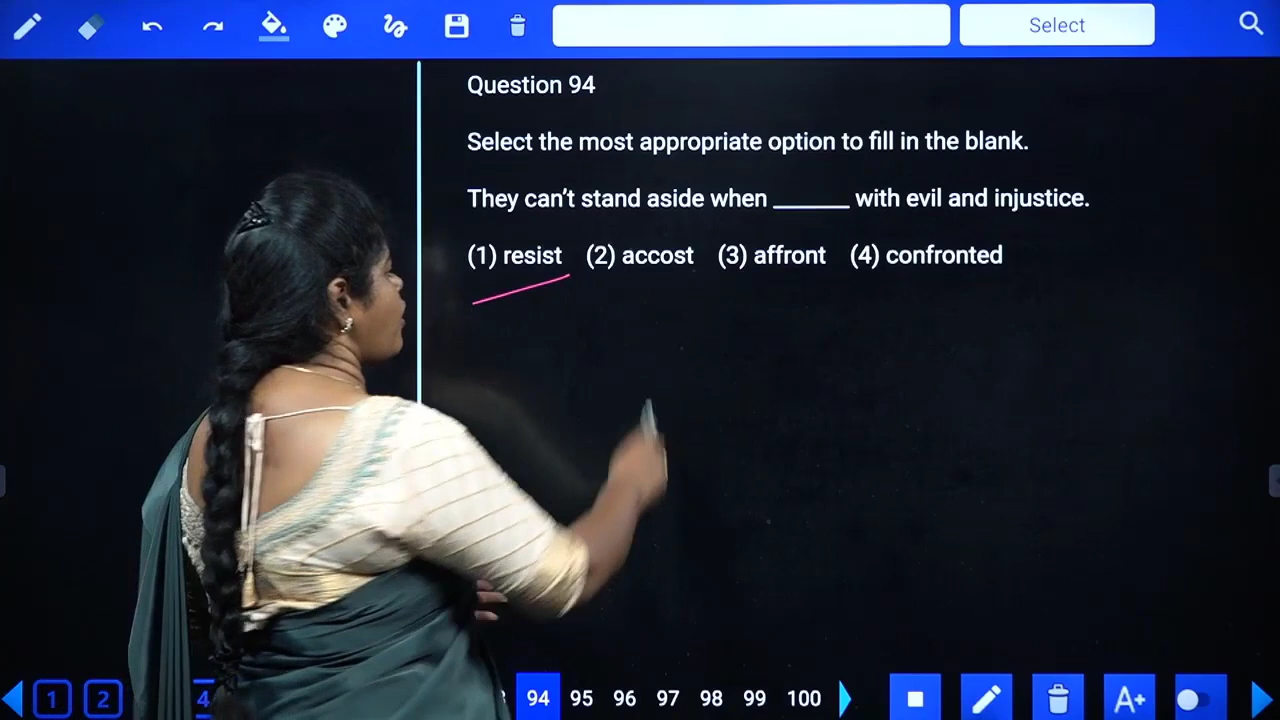 Select
Question 94
Select the most appropriate option to fill in the blank.
They can't stand aside when ______ with evil and injustice.
(1) resist (2) accost (3) affront (4) confronted
1 2 4 94 95 96 97 98 99 100 A+